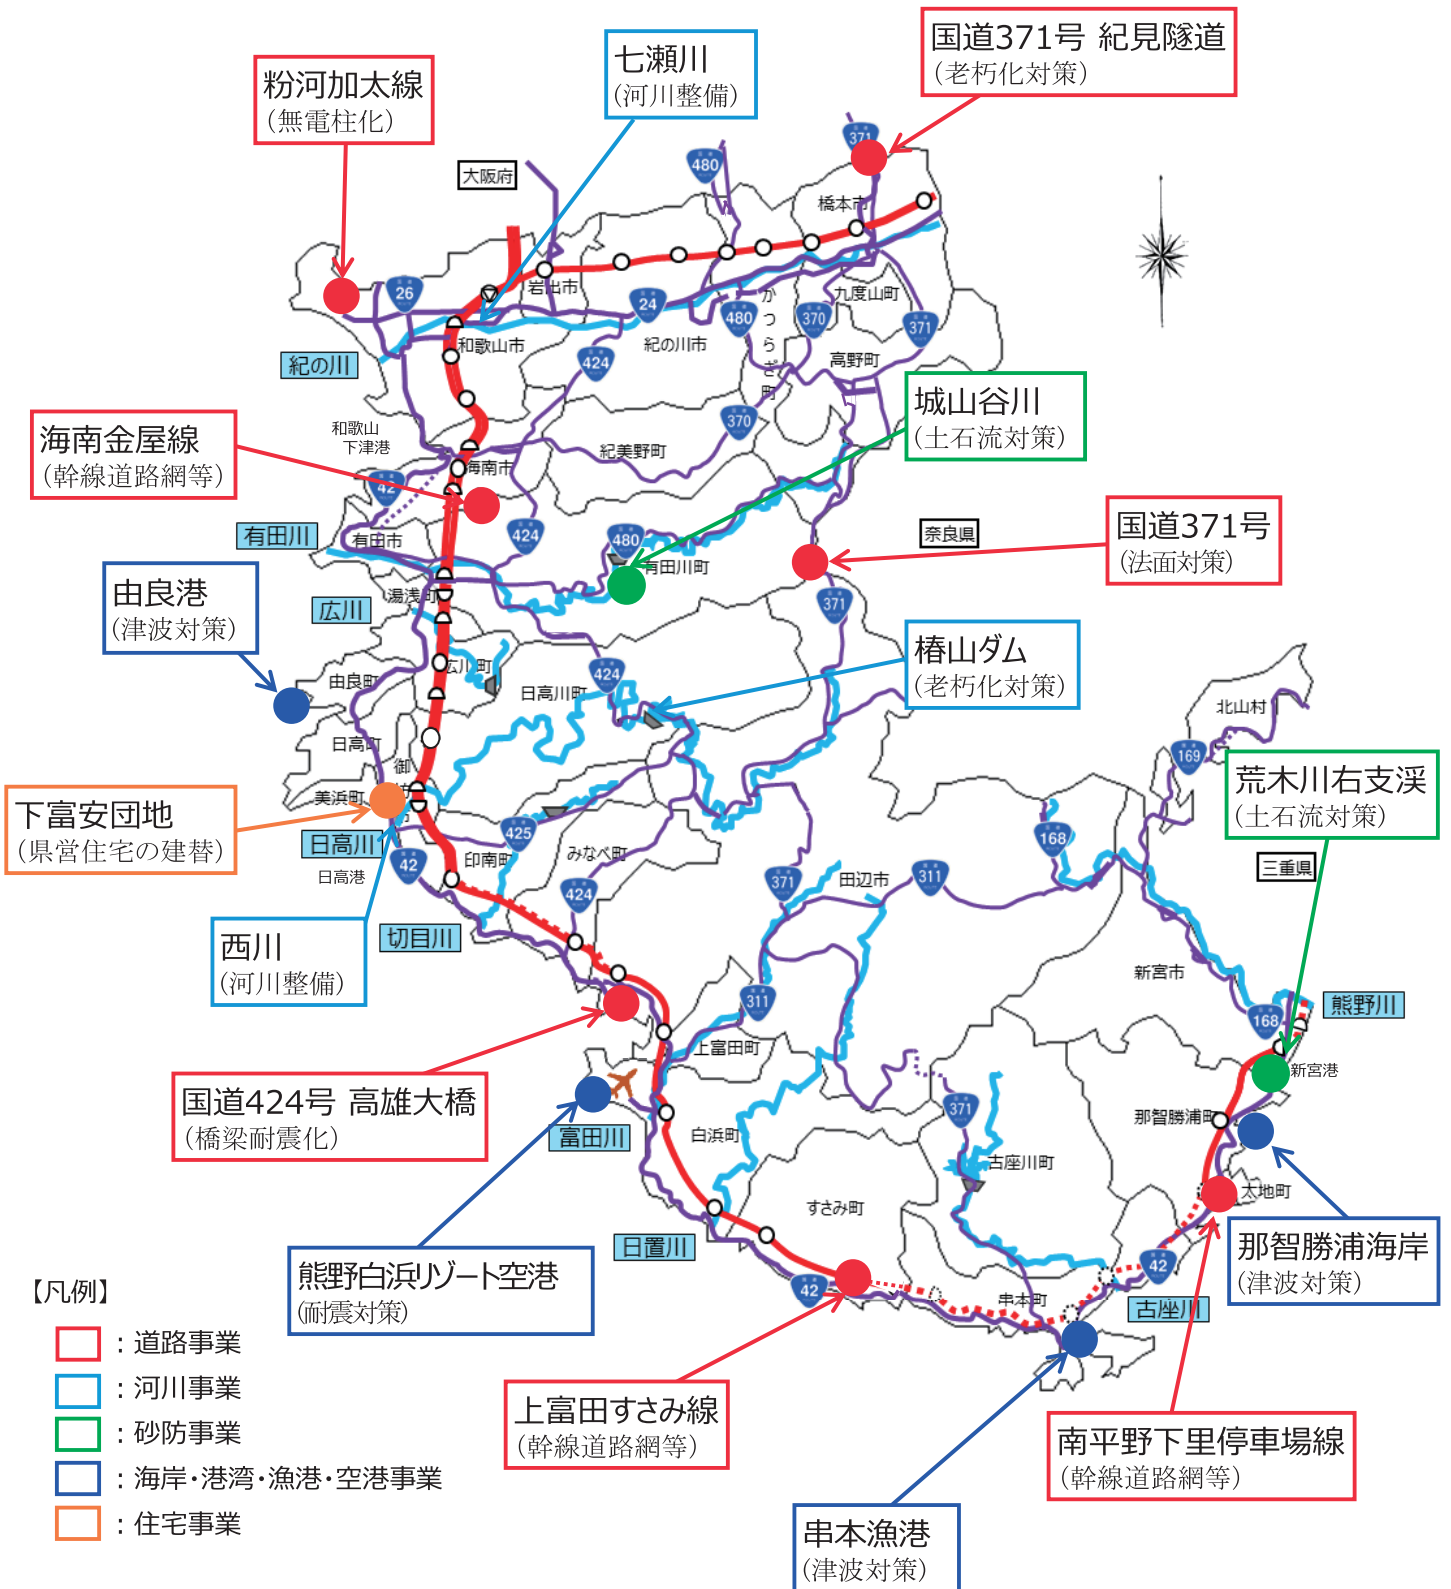 国道371号 紀見隧道
(老朽化対策)
七瀬川
(河川整備)
粉河加太線
(無電柱化)
371
480
大阪府
橋本市
岩出市
26
24
かつらぎ町
九度山町
480
370
371
和歌山市
紀の川市
424
高野町
紀の川
城山谷川
(土石流対策)
海南金屋線
(幹線道路網等)
和歌山
下津港
370
紀美野町
海南市
42
国道371号
(法面対策)
有田川
有田市
424
480
奈良県
有田川町
由良港
(津波対策)
広川
湯浅町
371
椿山ダム
(老朽化対策)
広川町
424
由良町
日高川町
北山村
日高町
御坊市
169
荒木川右支渓
(土石流対策)
美浜町
下富安団地
(県営住宅の建替)
日高川
425
168
印南町
みなべ町
三重県
日高港
42
424
371
田辺市
311
西川
(河川整備)
切目川
新宮市
311
168
熊野川
上富田町
新宮港
国道424号 高雄大橋
(橋梁耐震化)
富田川
371
那智勝浦町
白浜町
古座川町
太地町
すさみ町
日置川
那智勝浦海岸
(津波対策)
熊野白浜リゾート空港
(耐震対策)
42
42
串本町
古座川
【凡例】
：道路事業
：河川事業
：砂防事業
：海岸・港湾・漁港・空港事業
：住宅事業
上富田すさみ線
(幹線道路網等)
南平野下里停車場線
(幹線道路網等)
串本漁港
(津波対策)